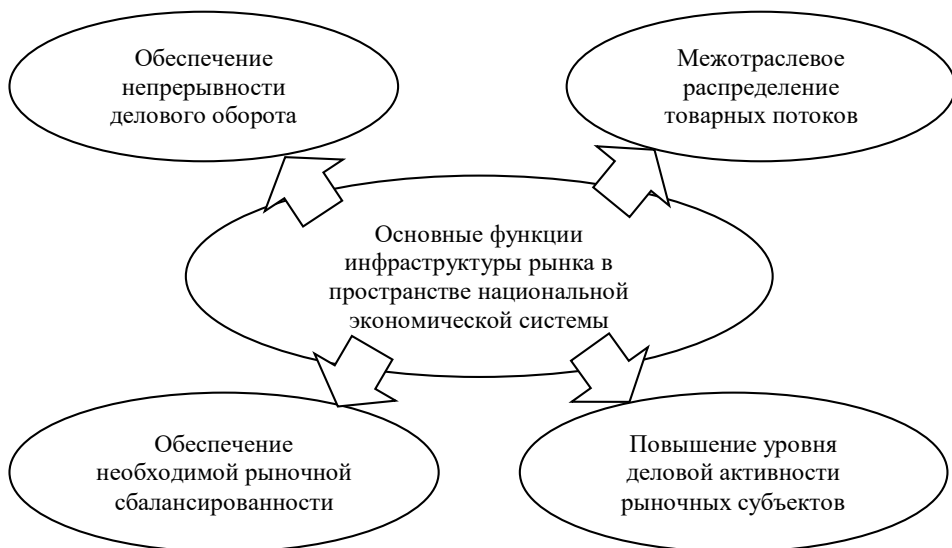 Обеспечение
непрерывности
делового оборота
Межотраслевое
распределение
товарных потоков
Основные функции
инфраструктуры рынка в
пространстве национальной
экономической системы
Обеспечение
необходимой рыночной
сбалансированности
Повышение уровня
деловой активности
рыночных субъектов